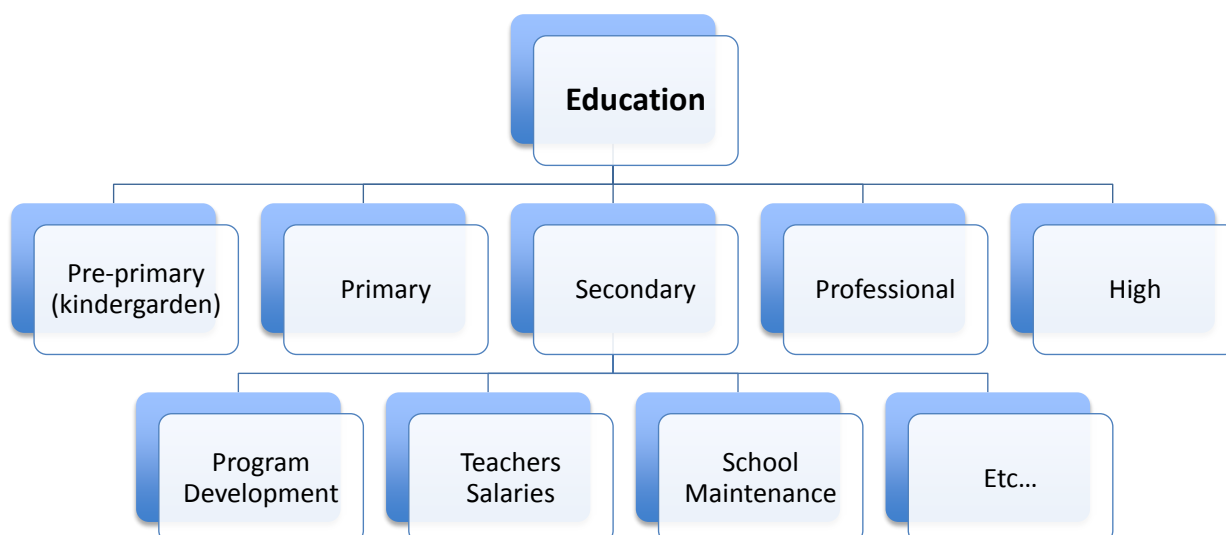 Education
Pre-primary
(kindergarden)
Primary
Secondary
Professional
High
Program
Development
Teachers
Salaries
School
Maintenance
Etc…